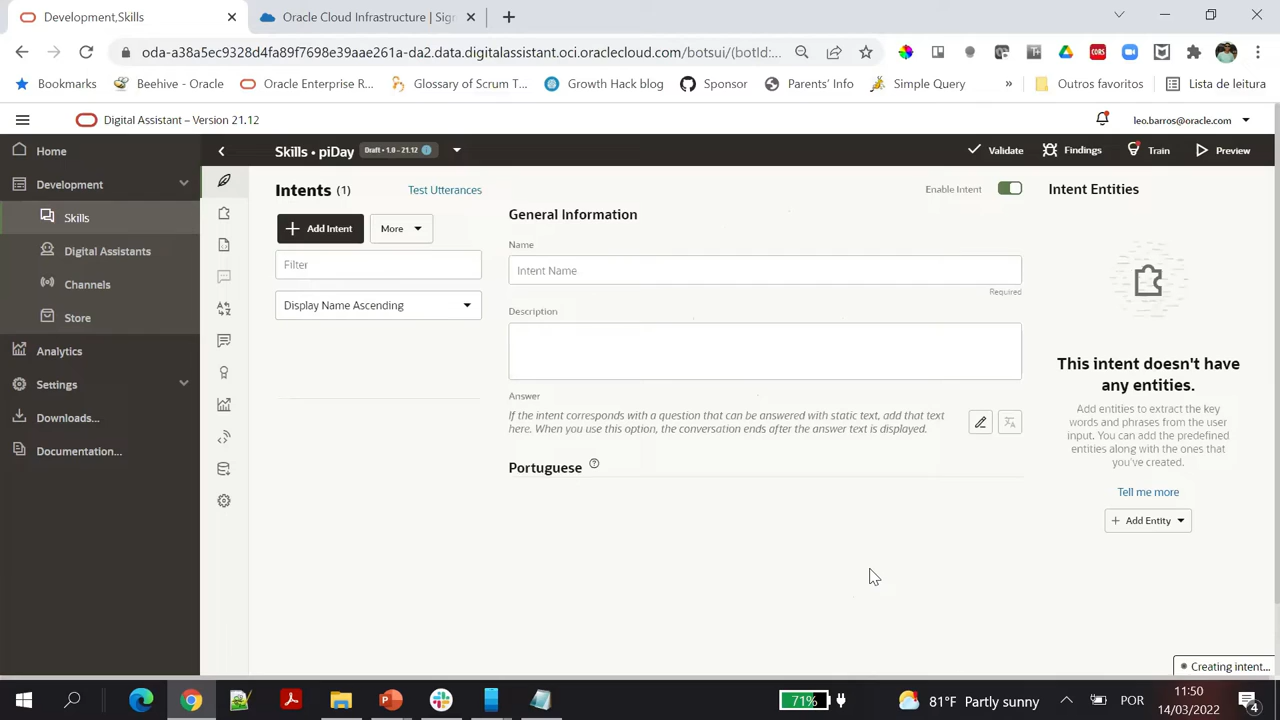 Development,Skills
Oracle Cloud Infrastructure | Sign
oda-a38a5ec9328d4fa89f7698e39aae261a-da2.data.digitalassistant.oci.oraclecloud.com/botsui/(botId:...
CORS
Bookmarks
Beehive - Oracle
Oracle Enterprise R...
Glossary of Scrum T...
Growth Hack blog
Sponsor
Parents' Info
Simple Query
»
Outros favoritos
Lista de leitura
Digital Assistant – Version 21.12
leo.barros@oracle.com
Home
Development
Skills
Digital Assistants
Channels
Store
Analytics
Settings
Downloads...
Documentation...
Skills • piDay
Draft • 1.0 - 21.12
Validate
Findings
Train
Preview
Intents (1)
Test Utterances
Add Intent
More
Filter
Display Name Ascending
Enable Intent
General Information
Name
Intent Name
Required
Description
Answer
If the intent corresponds with a question that can be answered with static text, add that text
here. When you use this option, the conversation ends after the answer text is displayed.
Portuguese
Intent Entities
This intent doesn't have
any entities.
Add entities to extract the key
words and phrases from the user
input. You can add the predefined
entities along with the ones that
you've created.
Tell me more
+ Add Entity
Creating intent...
71%
81°F Partly sunny
POR
11:50
14/03/2022
4